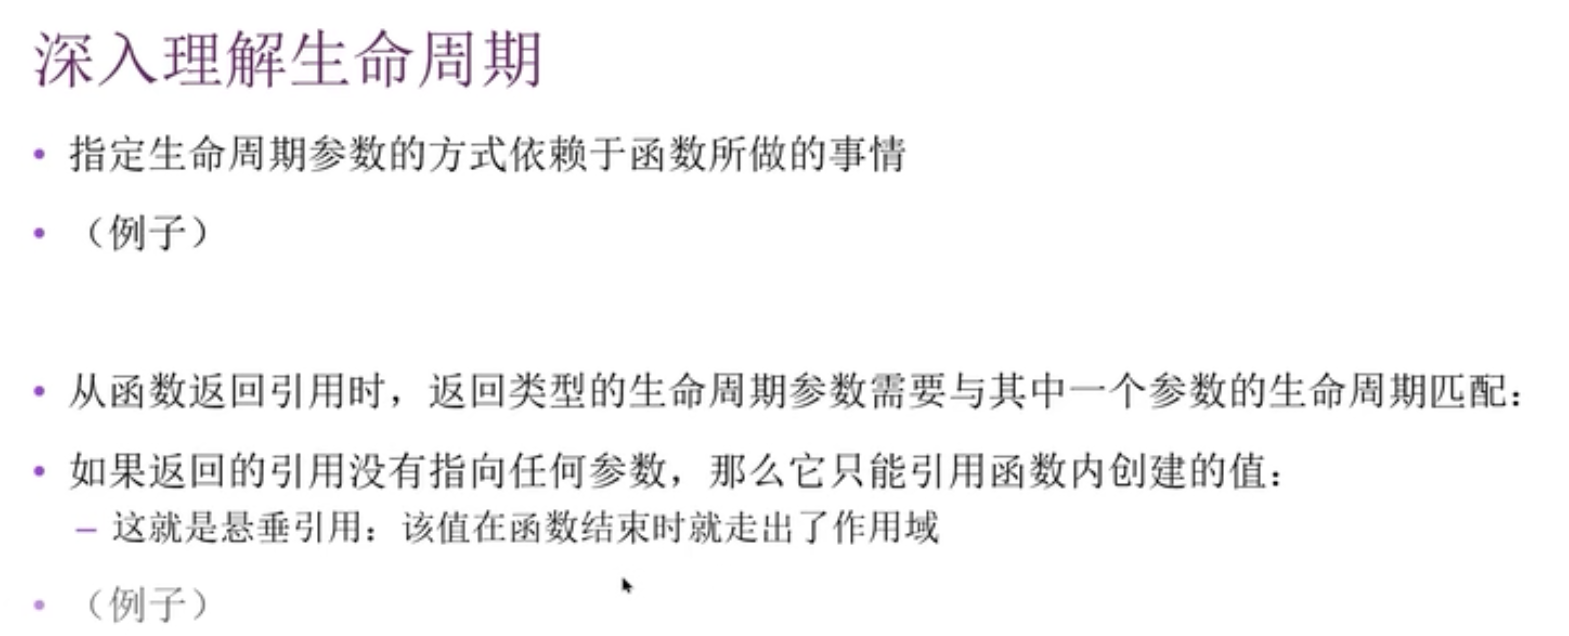 深入理解生命周期
• 指定生命周期参数的方式依赖于函数所做的事情
• （例子）
• 从函数返回引用时，返回类型的生命周期参数需要与其中一个参数的生命周期匹配：
• 如果返回的引用没有指向任何参数，那么它只能引用函数内创建的值：
– 这就是悬垂引用：该值在函数结束时就走出了作用域
• （例子）